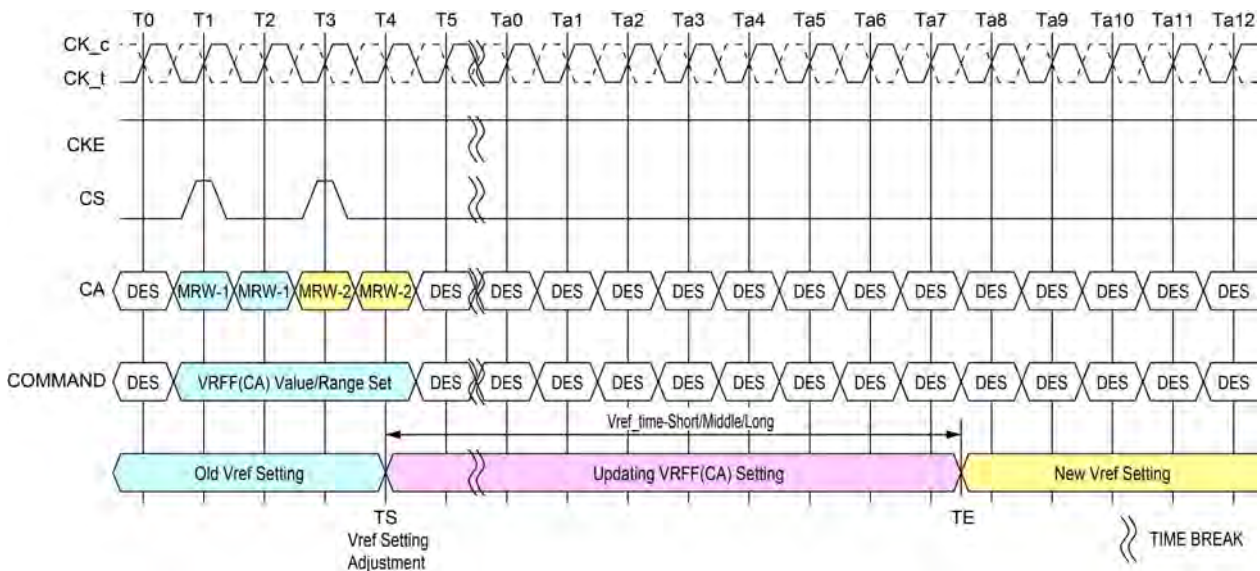 T0 T1 T2 T3 T4 T5 Ta0 Ta1 Ta2 Ta3 Ta4 Ta5 Ta6 Ta7 Ta8 Ta9 Ta10 Ta11 Ta12
CK_c
CK_t
CKE
CS
CA DES MRW-1 MRW-1 MRW-2 MRW-2 DES DES DES DES DES DES DES DES DES DES DES DES DES DES
COMMAND DES VRFF(CA) Value/Range Set DES DES DES DES DES DES DES DES DES DES DES DES DES DES
Vref_time-Short/Middle/Long
Old Vref Setting Updating VRFF(CA) Setting New Vref Setting
TS TE
Vref Setting
Adjustment
TIME BREAK